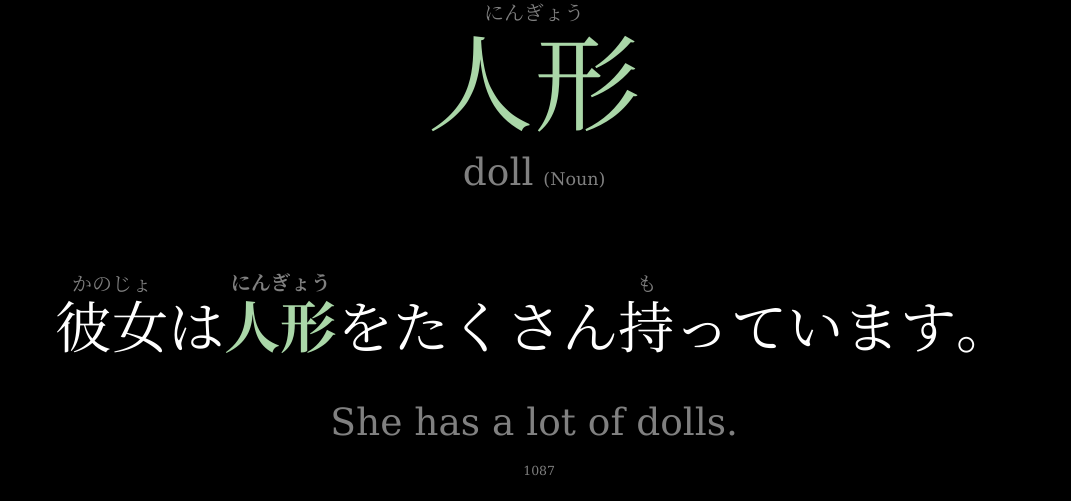 にんぎょう
人形
doll (Noun)
かのじょ にんぎょう も
彼女は人形をたくさん持っています。
She has a lot of dolls.
1087